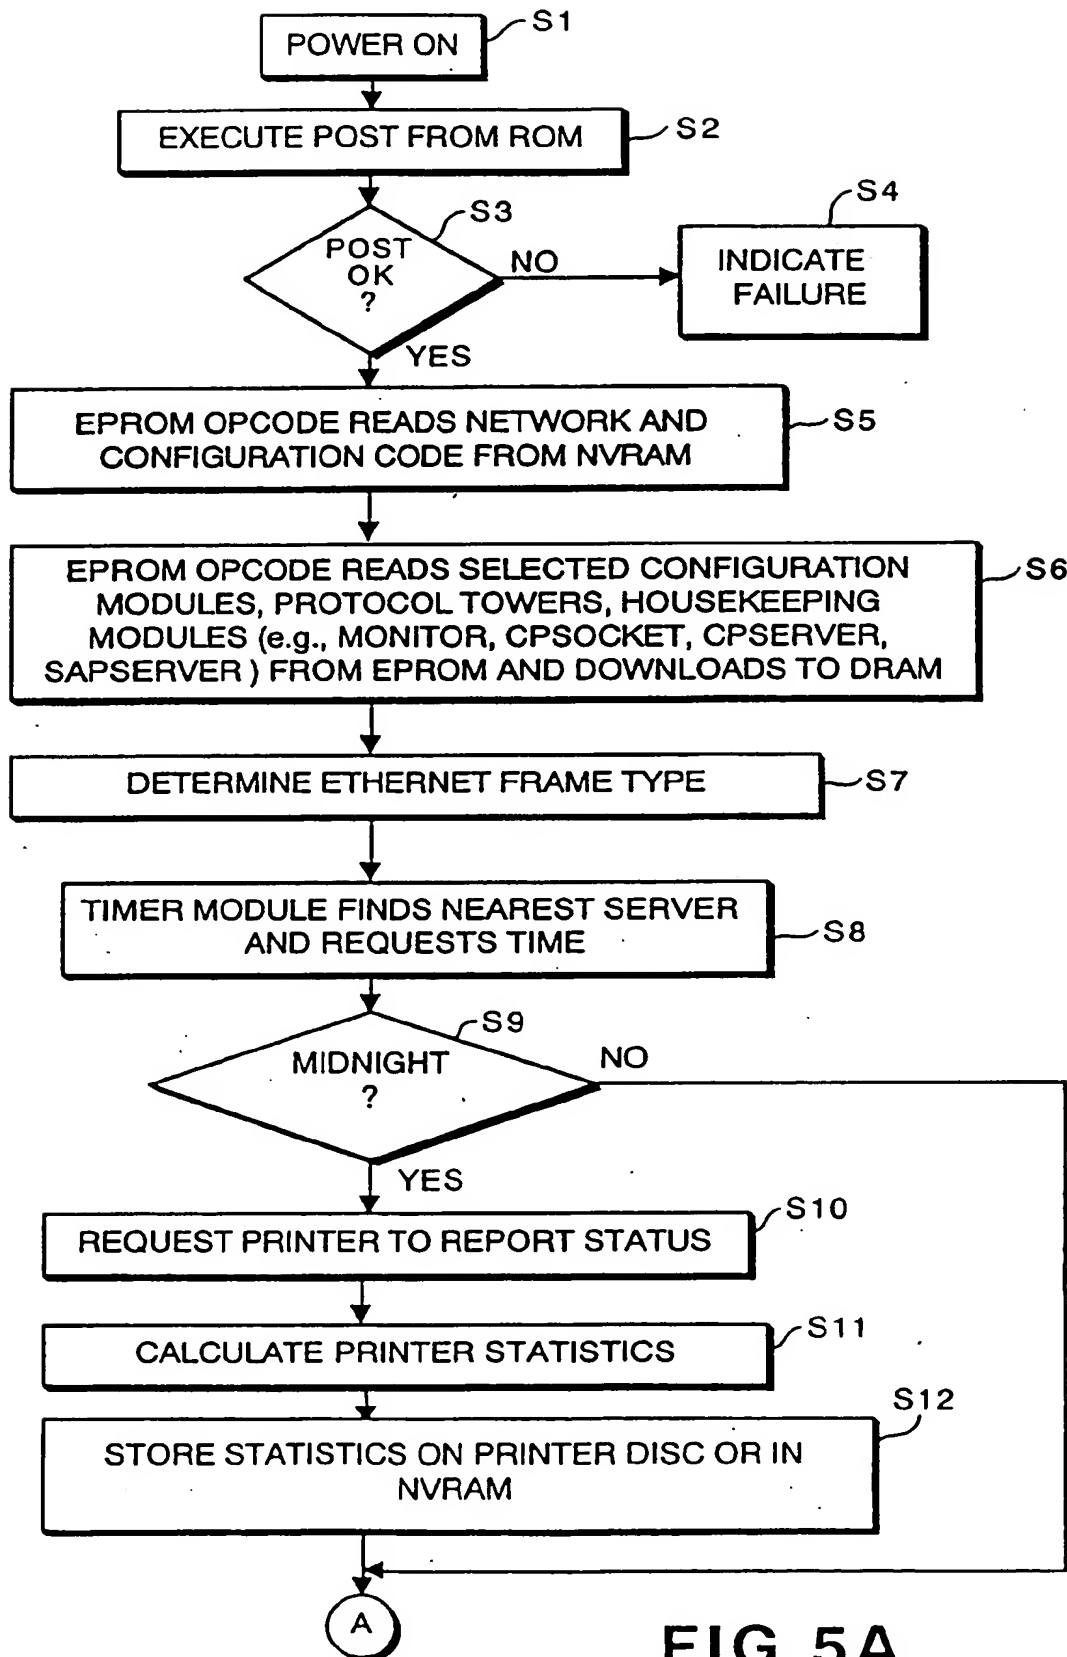 POWER ON
S1
EXECUTE POST FROM ROM
S2
POST
OK
?
S3
NO
YES
INDICATE
FAILURE
S4
EPROM OPCODE READS NETWORK AND
CONFIGURATION CODE FROM NVRAM
S5
EPROM OPCODE READS SELECTED CONFIGURATION
MODULES, PROTOCOL TOWERS, HOUSEKEEPING
MODULES (e.g., MONITOR, CPSOCKET, CPSERVER,
SAPSERVER ) FROM EPROM AND DOWNLOADS TO DRAM
S6
DETERMINE ETHERNET FRAME TYPE
S7
TIMER MODULE FINDS NEAREST SERVER
AND REQUESTS TIME
S8
MIDNIGHT
?
S9
NO
YES
REQUEST PRINTER TO REPORT STATUS
S10
CALCULATE PRINTER STATISTICS
S11
STORE STATISTICS ON PRINTER DISC OR IN
NVRAM
S12
A
FIG 5A